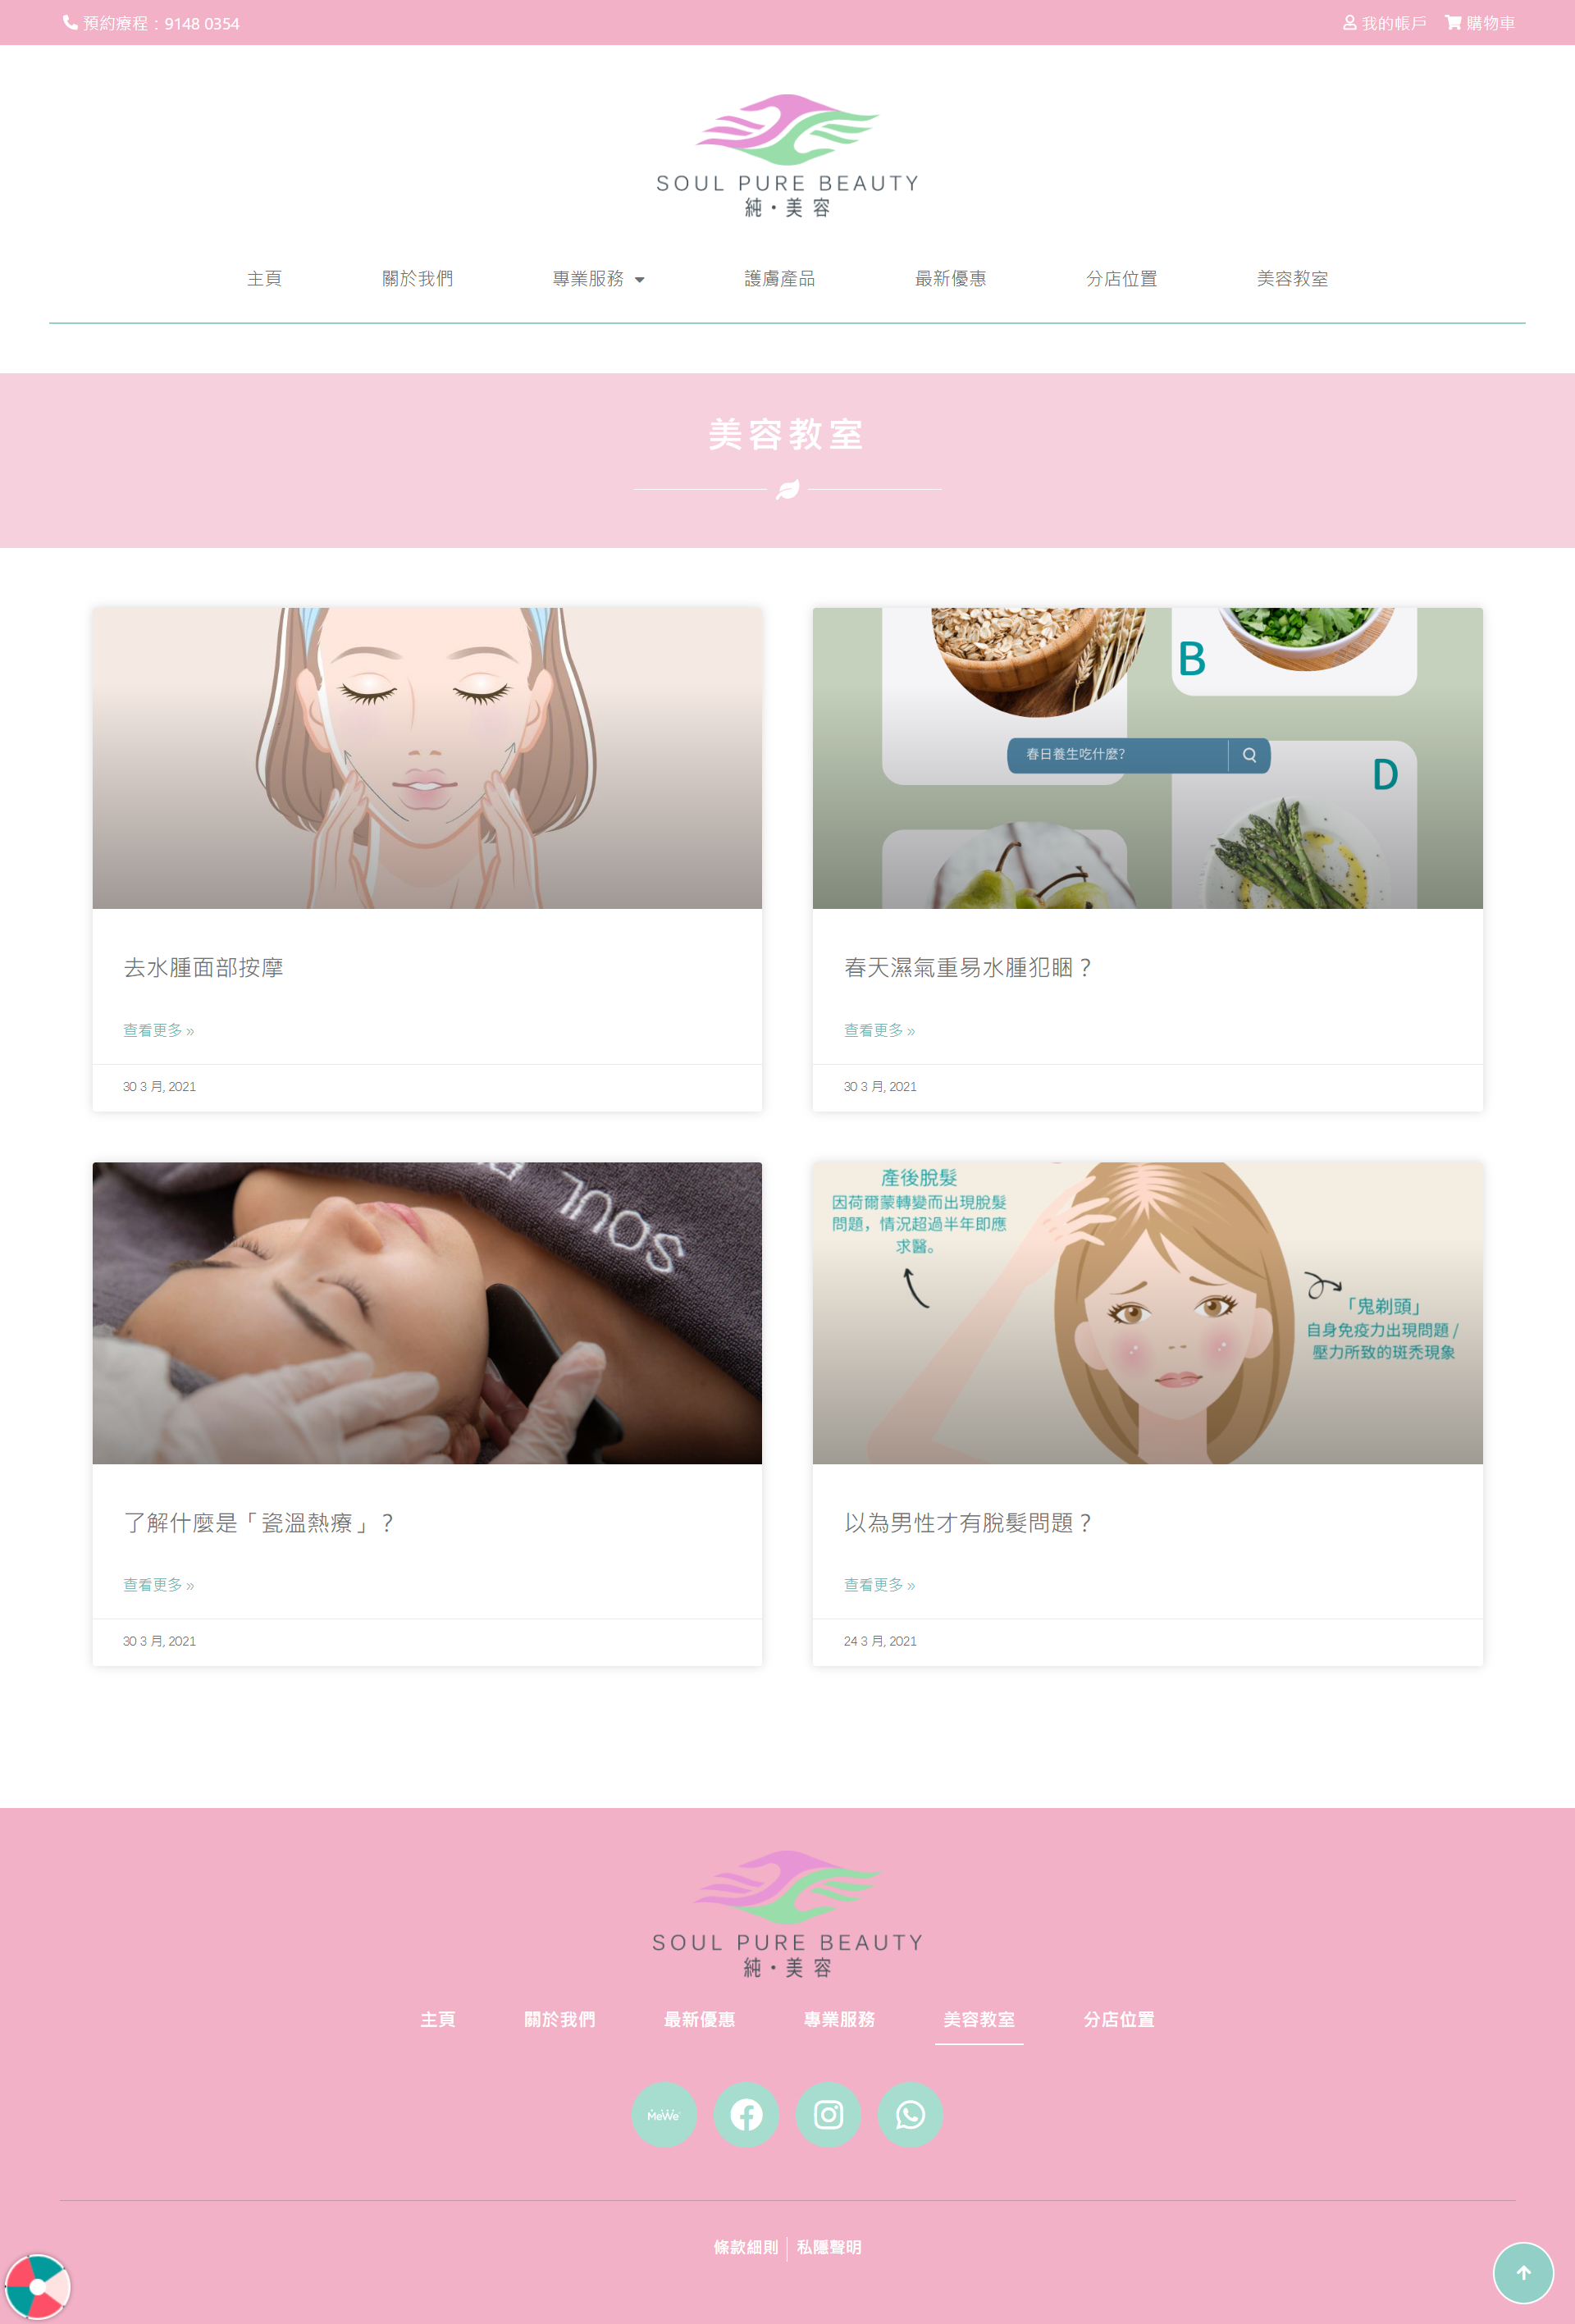 預約療程：9148 0354
我的帳戶 購物車
SOUL PURE BEAUTY
純·美 容
主頁 關於我們 專業服務 護膚產品 最新優惠 分店位置 美容教室
美容教室
B
春日養生吃什麼?
D
去水腫面部按摩
查看更多 »
30 3 月, 2021
春天濕氣重易水腫犯睏？
查看更多 »
30 3 月, 2021
SOUL
產後脫髮
因荷爾蒙轉變而出現脫髮
問題，情況超過半年即應
求醫。
「鬼剃頭」
自身免疫力出現問題 /
壓力所致的斑禿現象
了解什麼是「瓷溫熱療」？
查看更多 »
30 3 月, 2021
以為男性才有脫髮問題？
查看更多 »
24 3 月, 2021
SOUL PURE BEAUTY
純·美 容
主頁 關於我們 最新優惠 專業服務 美容教室 分店位置
MeWe
條款細則 私隱聲明